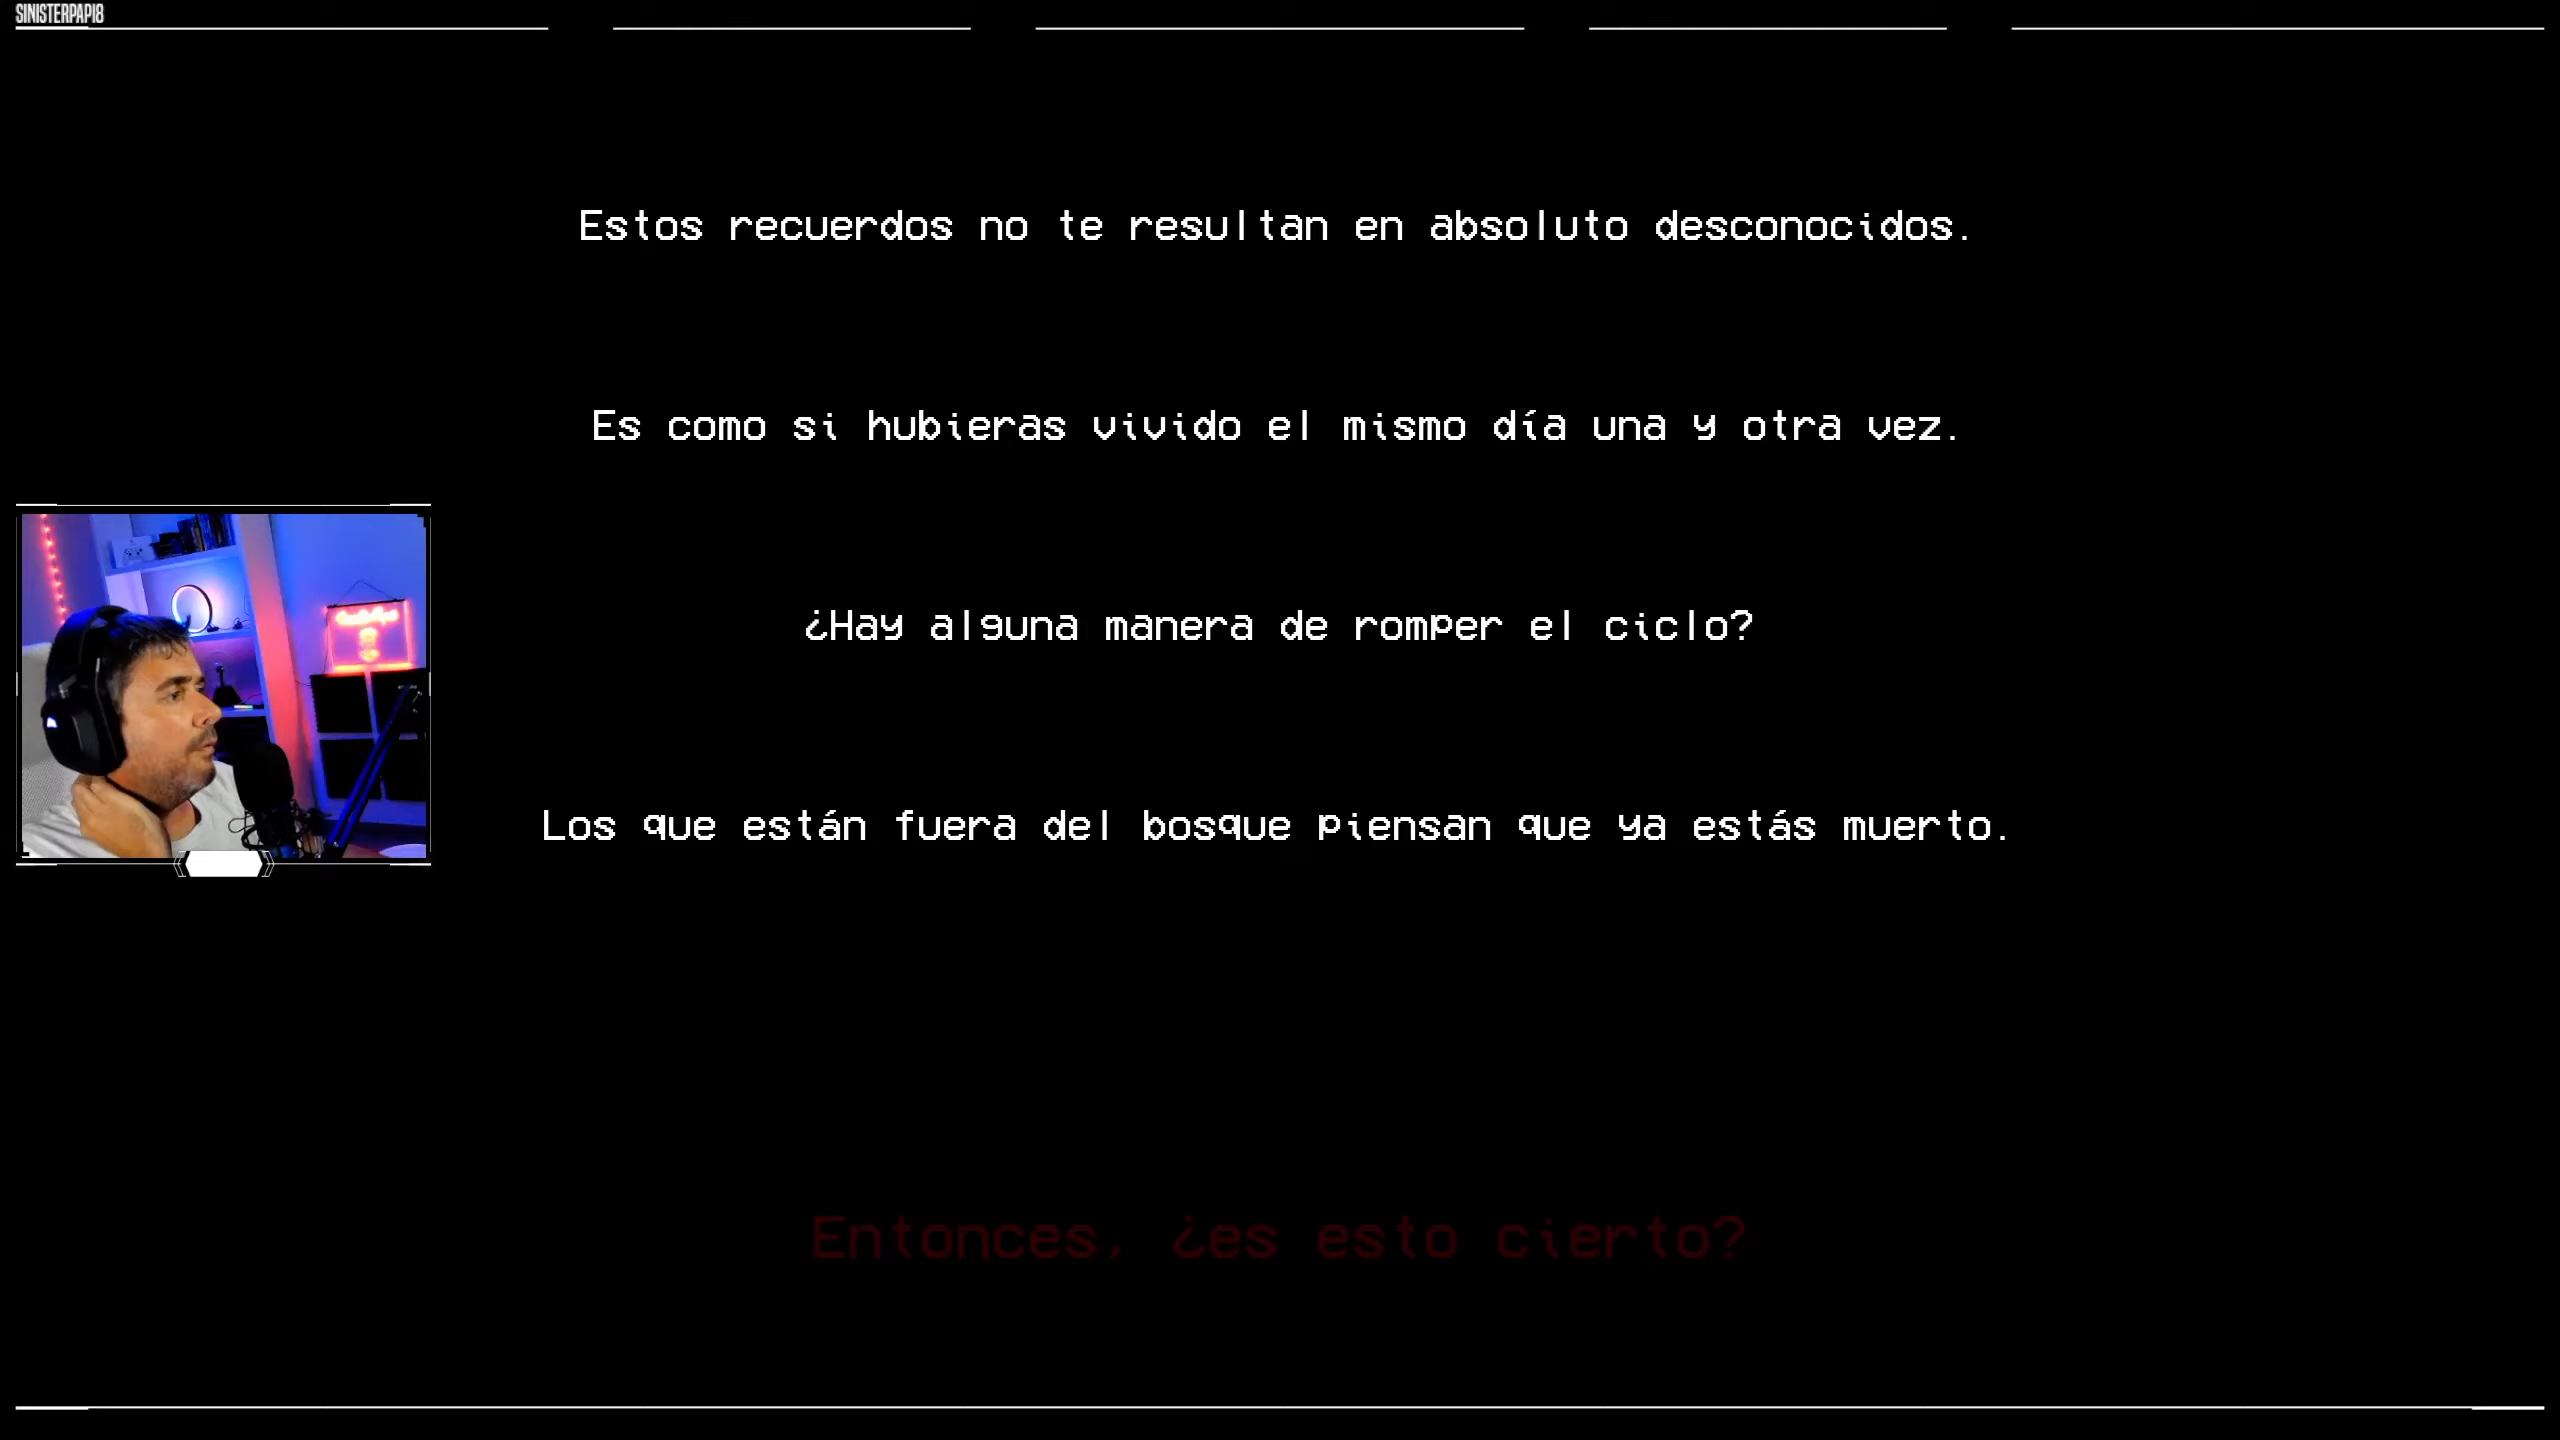 SINISTERPAPI8
Estos recuerdos no te resultan en absoluto desconocidos.
Es como si hubieras vivido el mismo día una y otra vez.
¿Hay alguna manera de romper el ciclo?
Los que están fuera del bosque piensan que ya estás muerto.
Entonces, ¿es esto cierto?